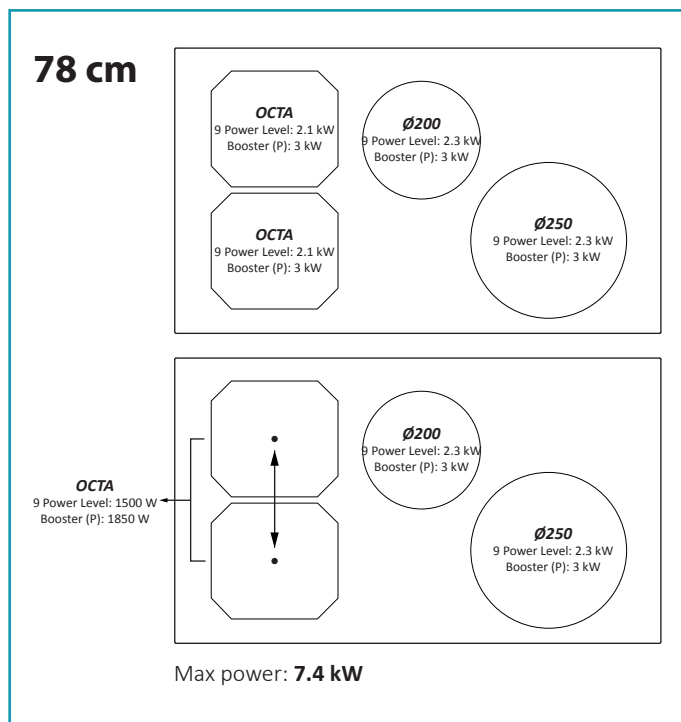 78 cm
OCTA
9 Power Level: 2.1 kW
Booster (P): 3 kW
Ø200
9 Power Level: 2.3 kW
Booster (P): 3 kW
OCTA
9 Power Level: 2.1 kW
Booster (P): 3 kW
Ø250
9 Power Level: 2.3 kW
Booster (P): 3 kW
Ø200
9 Power Level: 2.3 kW
Booster (P): 3 kW
OCTA
9 Power Level: 1500 W
Booster (P): 1850 W
Ø250
9 Power Level: 2.3 kW
Booster (P): 3 kW
Max power: 7.4 kW